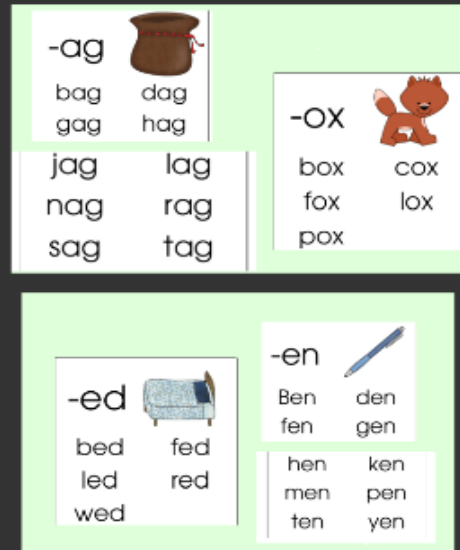 -ag
bag dag
gag hag
jag lag
nag rag
sag tag
-ox
box cox
fox lox
pox
-ed
bed fed
led red
wed
-en
Ben den
fen gen
hen ken
men pen
ten yen